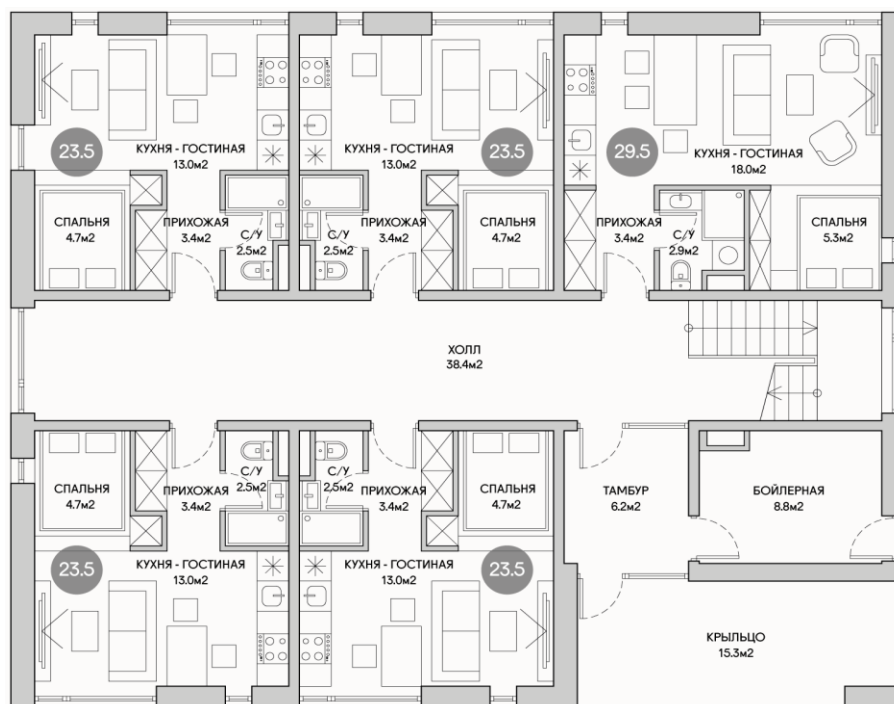 23.5
КУХНЯ - ГОСТИНАЯ
13.0м2
СПАЛЬНЯ
4.7м2
ПРИХОЖАЯ
3.4м2
С/У
2.5м2
КУХНЯ - ГОСТИНАЯ
13.0м2
23.5
С/У
2.5м2
ПРИХОЖАЯ
3.4м2
СПАЛЬНЯ
4.7м2
29.5
КУХНЯ - ГОСТИНАЯ
18.0м2
ПРИХОЖАЯ
3.4м2
С/У
2.9м2
СПАЛЬНЯ
5.3м2
ХОЛЛ
38.4м2
СПАЛЬНЯ
4.7м2
ПРИХОЖАЯ
3.4м2
С/У
2.5м2
23.5
КУХНЯ - ГОСТИНАЯ
13.0м2
С/У
2.5м2
ПРИХОЖАЯ
3.4м2
СПАЛЬНЯ
4.7м2
КУХНЯ - ГОСТИНАЯ
13.0м2
23.5
ТАМБУР
6.2м2
БОЙЛЕРНАЯ
8.8м2
КРЫЛЬЦО
15.3м2